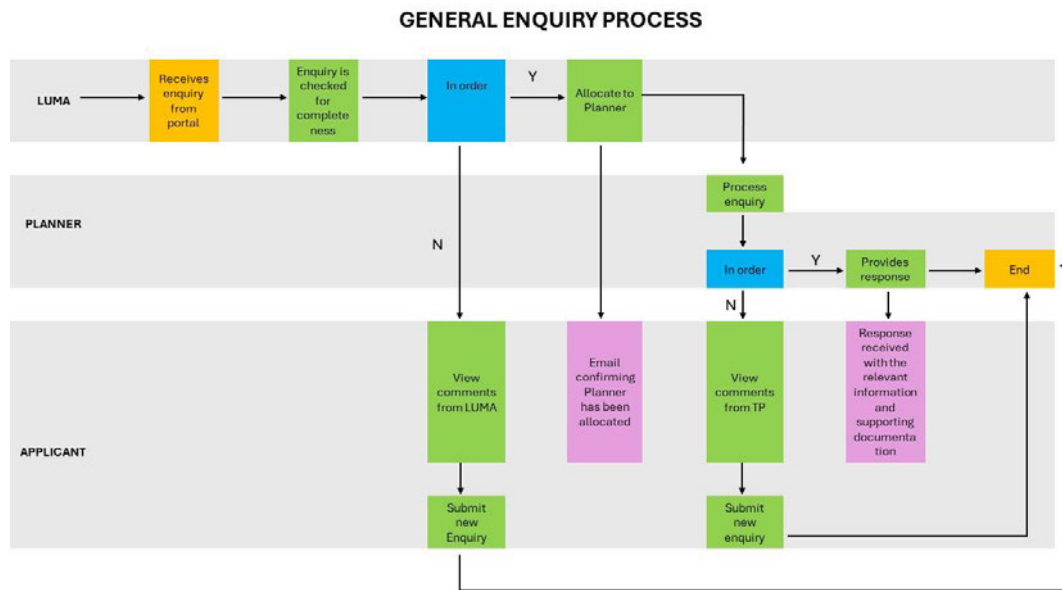 GENERAL ENQUIRY PROCESS
LUMA
Receives
enquiry
from
portal
Enquiry is
checked
for
complete
ness
In order
Y
Allocate to
Planner
PLANNER
Process
enquiry
N
In order
Y
Provides
response
End
N
APPLICANT
View
comments
from LUMA
Email
confirming
Planner
has been
allocated
View
comments
from TP
Response
received
with the
relevant
information
and
supporting
documenta
tion
Submit
new
Enquiry
Submit
new
enquiry